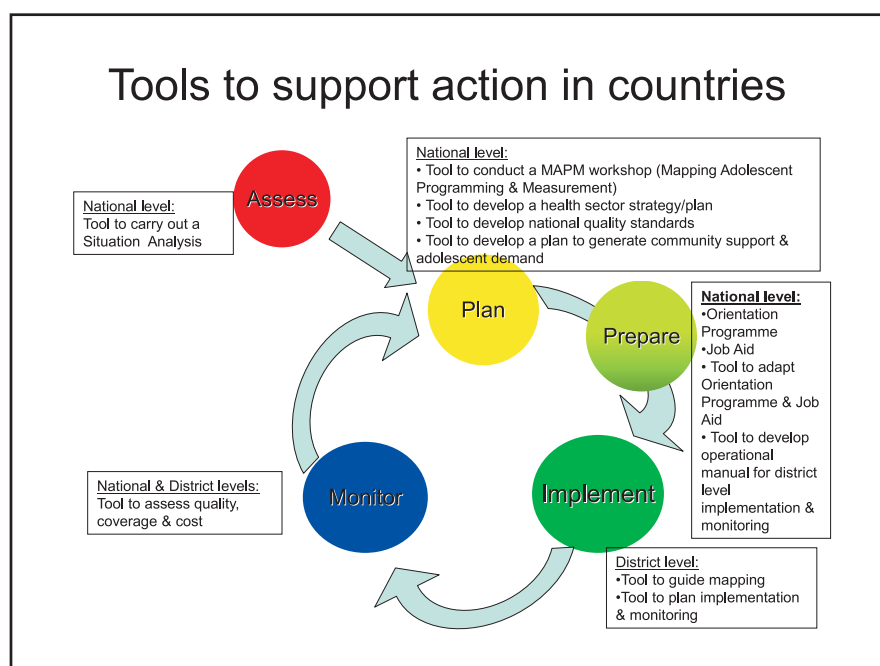 Tools to support action in countries
National level:
• Tool to conduct a MAPM workshop (Mapping Adolescent
Programming & Measurement)
• Tool to develop a health sector strategy/plan
• Tool to develop national quality standards
• Tool to develop a plan to generate community support &
adolescent demand
Assess
National level:
Tool to carry out a
Situation Analysis
Plan
Prepare
National level:
•Orientation
Programme
•Job Aid
• Tool to adapt
Orientation
Programme & Job
Aid
• Tool to develop
operational
manual for district
level
implementation &
monitoring
National & District levels:
Tool to assess quality,
coverage & cost
Monitor
Implement
District level:
•Tool to guide mapping
•Tool to plan implementation
& monitoring